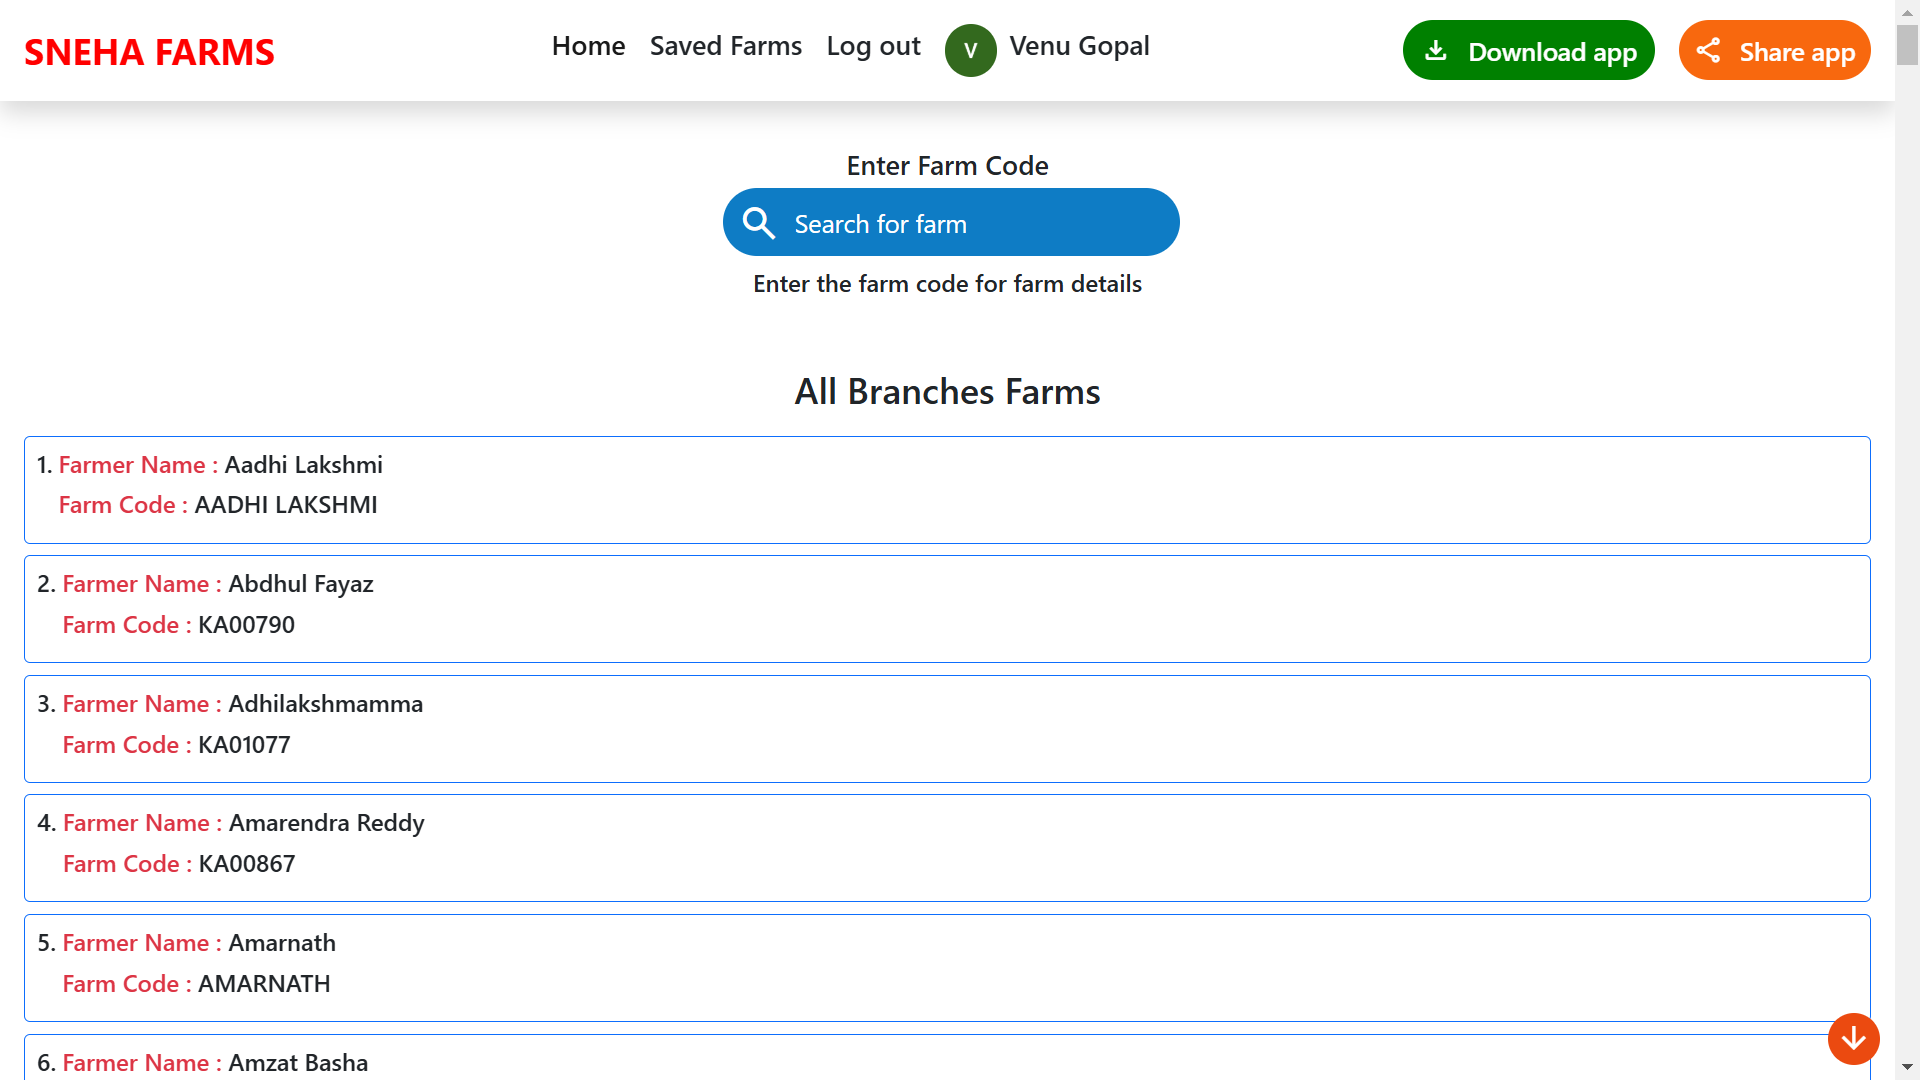 SNEHA FARMS
Home
Saved Farms
Log out
V
Venu Gopal
Download app
Share app
Enter Farm Code
Search for farm
Enter the farm code for farm details
All Branches Farms
1. Farmer Name : Aadhi Lakshmi
Farm Code : AADHI LAKSHMI
2. Farmer Name : Abdhul Fayaz
Farm Code : KA00790
3. Farmer Name : Adhilakshmamma
Farm Code : KA01077
4. Farmer Name : Amarendra Reddy
Farm Code : KA00867
5. Farmer Name : Amarnath
Farm Code : AMARNATH
6. Farmer Name : Amzat Basha